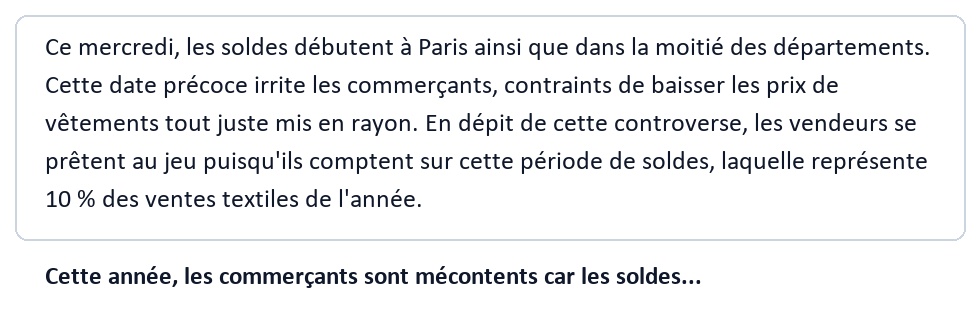 Ce mercredi, les soldes débutent à Paris ainsi que dans la moitié des départements.
Cette date précoce irrite les commerçants, contraints de baisser les prix de
vêtements tout juste mis en rayon. En dépit de cette controverse, les vendeurs se
prêtent au jeu puisqu'ils comptent sur cette période de soldes, laquelle représente
10 % des ventes textiles de l'année.
Cette année, les commerçants sont mécontents car les soldes...